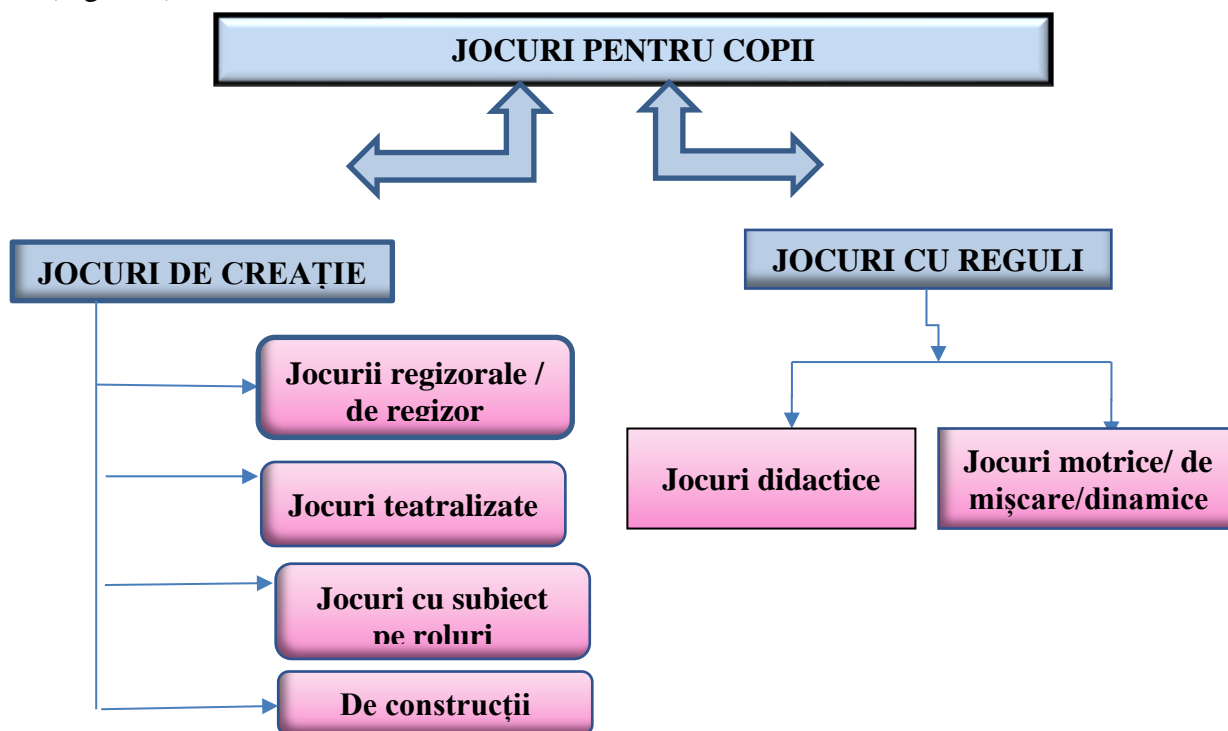 JOCURI PENTRU COPII
JOCURI DE CREAȚIE
JOCURI CU REGULI
Jocurii regizorale /
de regizor
Jocuri teatralizate
Jocuri cu subiect
pe roluri
De construcții
Jocuri didactice
Jocuri motrice/ de
mișcare/dinamice